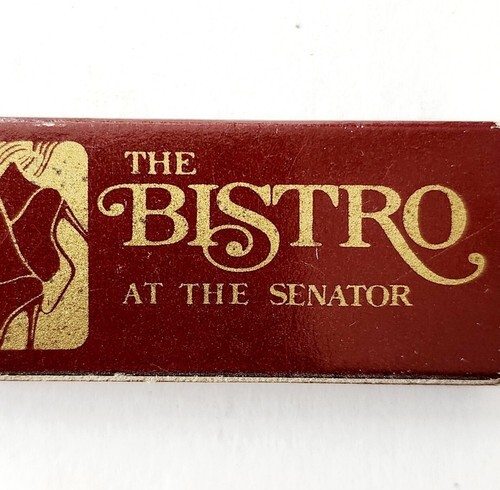 THE
BISTRO
AT THE SENATOR